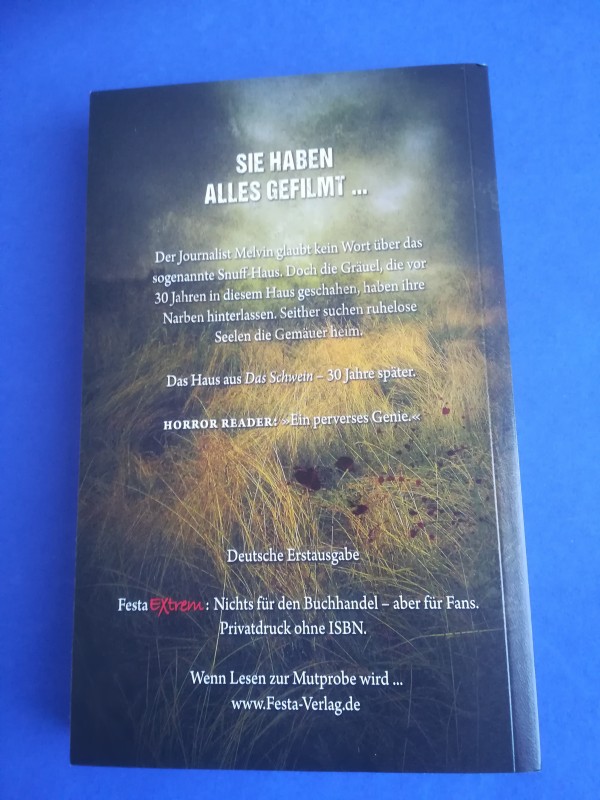 SIE HABEN
ALLES GEFILMT ...
Der Journalist Melvin glaubt kein Wort über das
sogenannte Snuff-Haus. Doch die Gräuel, die vor
30 Jahren in diesem Haus geschahen, haben ihre
Narben hinterlassen. Seither suchen ruhelose
Seelen die Gemäuer heim.
Das Haus aus Das Schwein – 30 Jahre später.
HORROR READER: »Ein perverses Genie.«
Deutsche Erstausgabe
Festa EXtrem: Nichts für den Buchhandel – aber für Fans.
Privatdruck ohne ISBN.
Wenn Lesen zur Mutprobe wird ...
www.Festa-Verlag.de